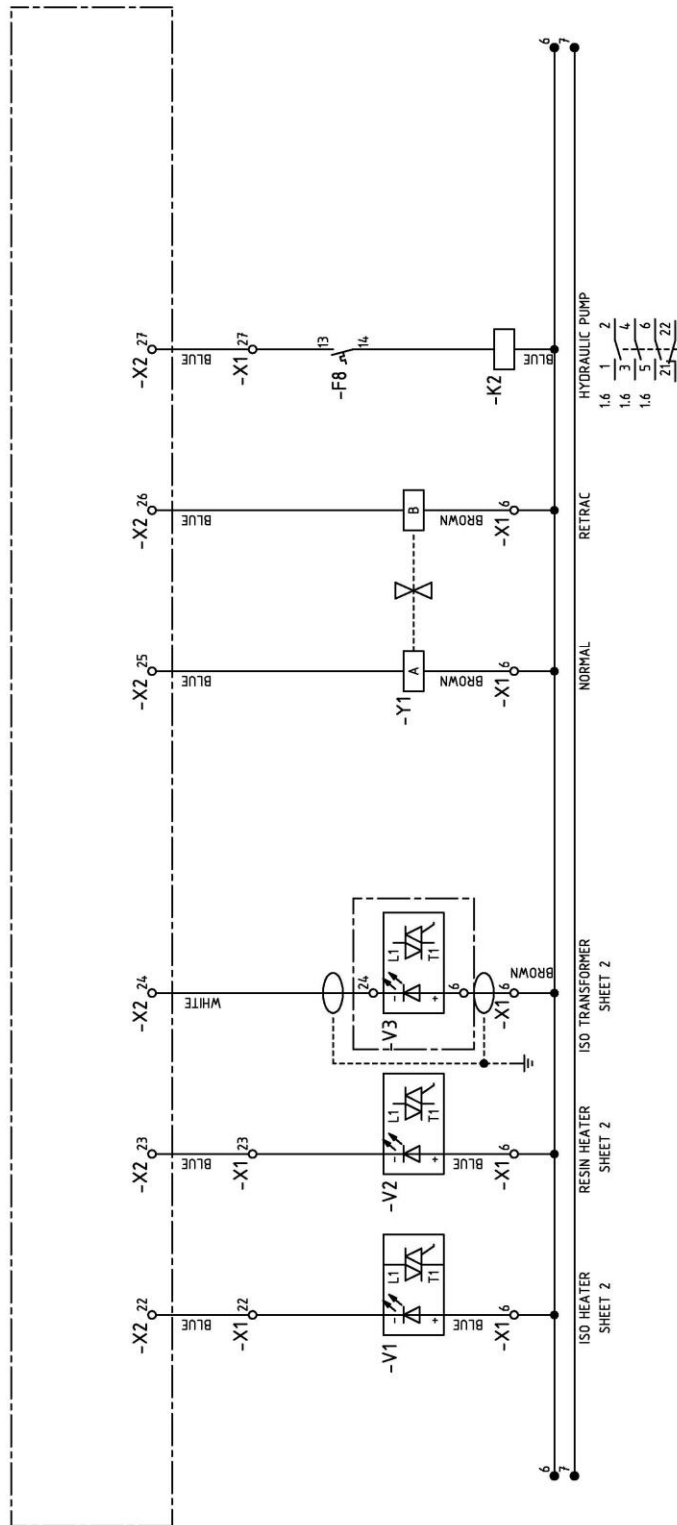 -X2 22
BLUE
-X1 22
-V1
-
+
L1
T1
BLUE
-X1 6
ISO HEATER
SHEET 2
-X2 23
BLUE
-X1 23
-V2
-
+
L1
T1
BLUE
-X1 6
RESIN HEATER
SHEET 2
-X2 24
WHITE
24
-V3
-
+
L1
T1
6
-X1 6
BROWN
ISO TRANSFORMER
SHEET 2
-X2 25
BLUE
-Y1
A
BROWN
-X1 6
NORMAL
-X2 26
BLUE
B
BROWN
-X1 6
RETRAC
-X2 27
BLUE
-X1 27
13
-F8
14
-K2
BLUE
HYDRAULIC PUMP
1.6 1 2
1.6 3 4
1.6 5 6
21 22
6
7
6
7